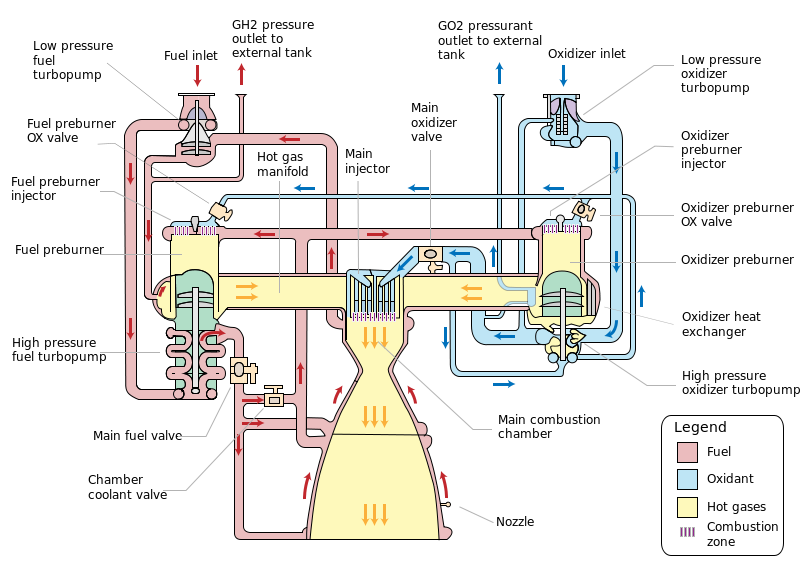 GH2 pressure
outlet to
external tank
GO2 pressurant
outlet to external
tank
Low pressure
fuel
turbopump
Fuel inlet
Oxidizer inlet
Low pressure
oxidizer
turbopump
Main
oxidizer
valve
Fuel preburner
OX valve
Oxidizer
preburner
injector
Hot gas
manifold
Main
injector
Fuel preburner
injector
Oxidizer preburner
OX valve
Fuel preburner
Oxidizer preburner
Oxidizer heat
exchanger
High pressure
fuel turbopump
High pressure
oxidizer turbopump
Main fuel valve
Main combustion
chamber
Chamber
coolant valve
Nozzle
Legend
Fuel
Oxidant
Hot gases
Combustion
zone